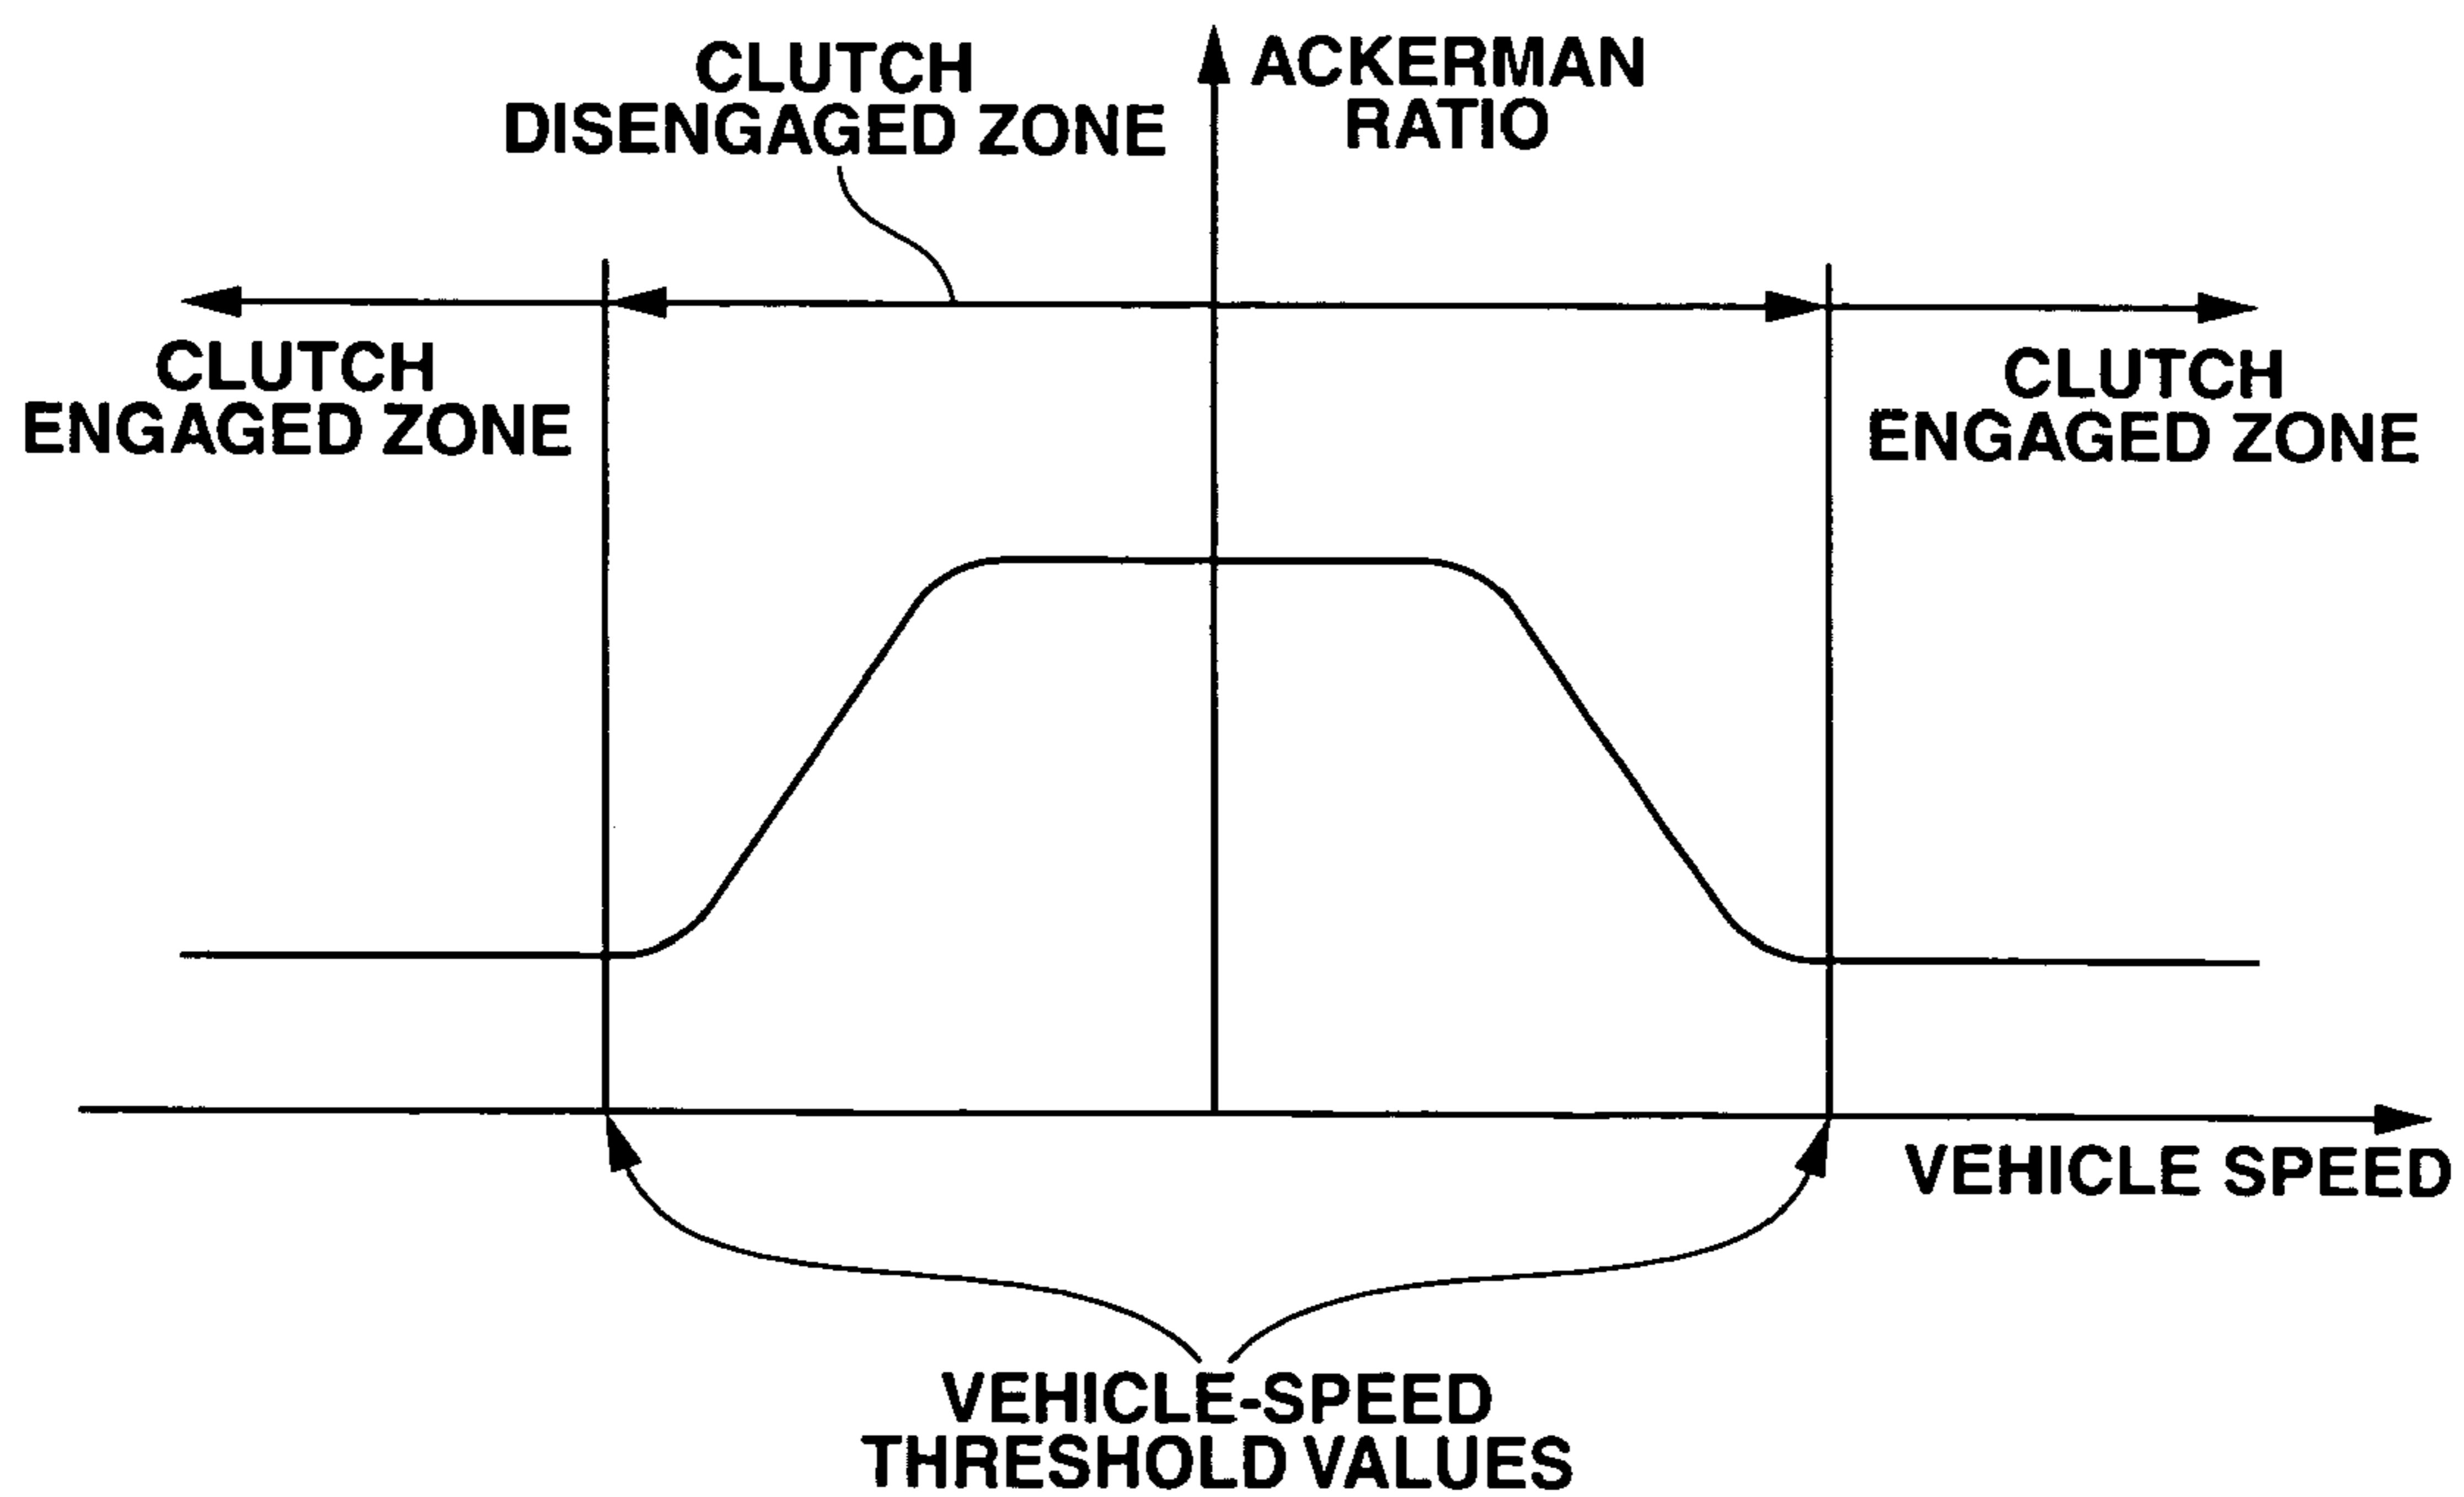 CLUTCH
DISENGAGED ZONE
ACKERMAN
RATIO
CLUTCH
ENGAGED ZONE
CLUTCH
ENGAGED ZONE
VEHICLE SPEED
VEHICLE-SPEED
THRESHOLD VALUES